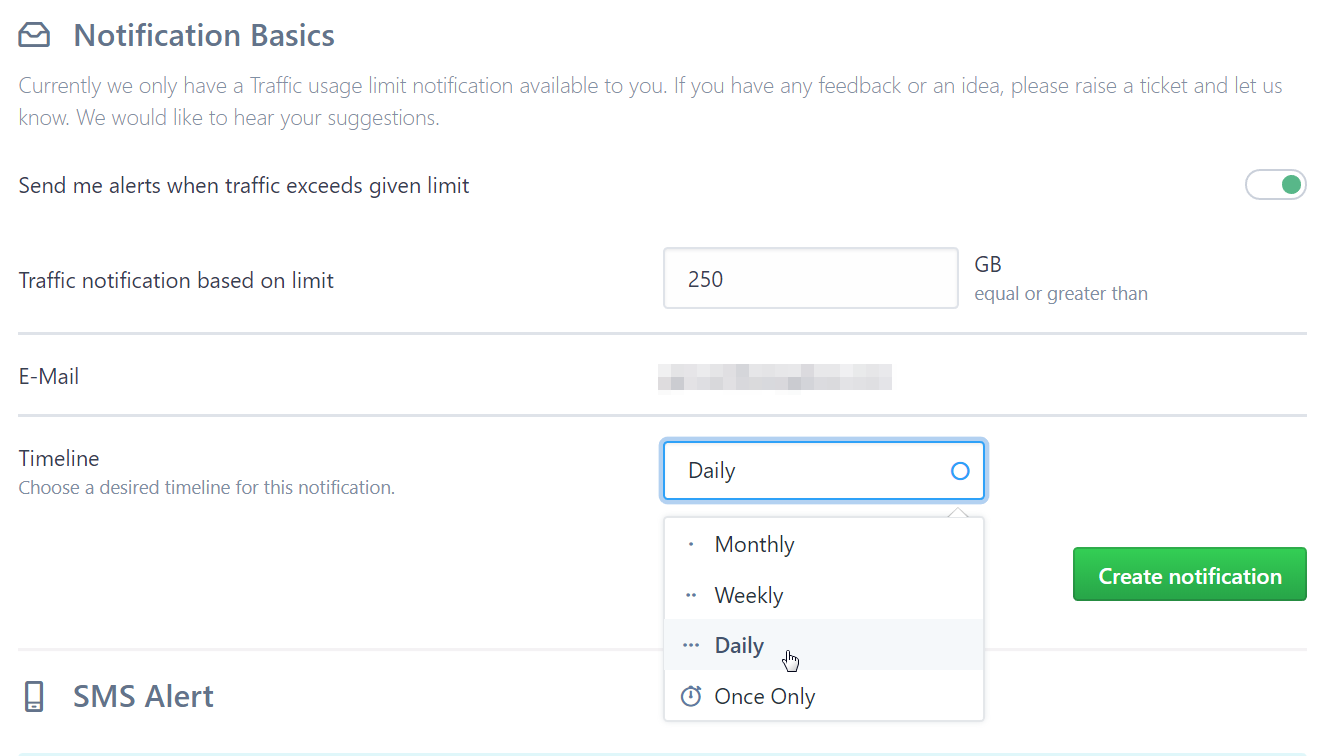 Notification Basics
Currently we only have a Traffic usage limit notification available to you. If you have any feedback or an idea, please raise a ticket and let us
know. We would like to hear your suggestions.
Send me alerts when traffic exceeds given limit
Traffic notification based on limit
250
GB
equal or greater than
E-Mail
Timeline
Choose a desired timeline for this notification.
Daily
Monthly
Weekly
Daily
Once Only
Create notification
SMS Alert